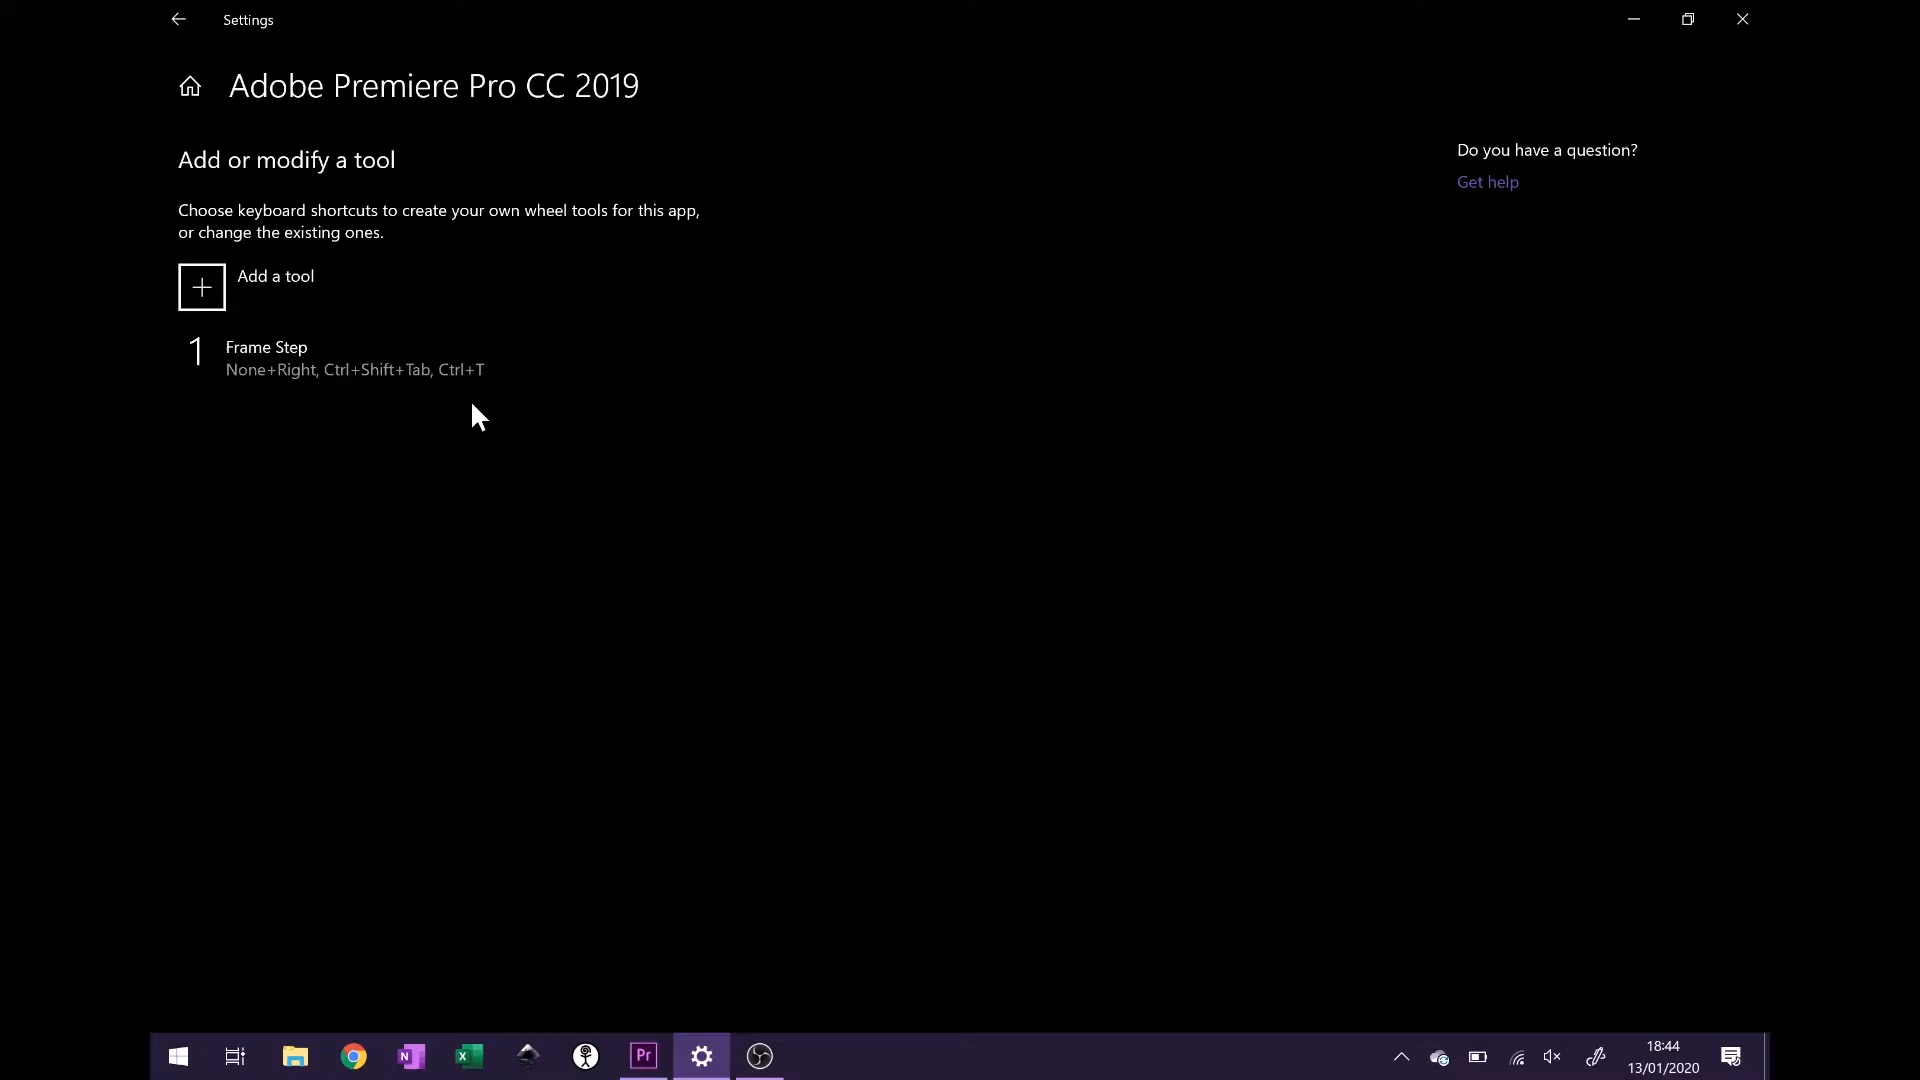 Settings
Adobe Premiere Pro CC 2019
Add or modify a tool
Choose keyboard shortcuts to create your own wheel tools for this app,
or change the existing ones.
Add a tool
1 Frame Step
None+Right, Ctrl+Shift+Tab, Ctrl+T
Do you have a question?
Get help
N
X
Pr
18:44
13/01/2020